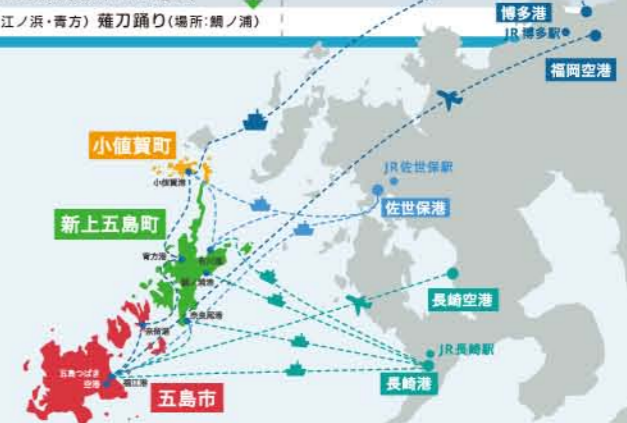 江ノ浜・青方) 薙刀踊り(場所:鯛ノ浦)
博多港
JR博多駅
福岡空港
小値賀町
小値賀港
JR佐世保駅
佐世保港
新上五島町
青方港
有川港
鯛ノ浦港
奈良尾港
長崎空港
奈留港
JR長崎駅
五島つばき
空港
福江港
長崎港
五島市